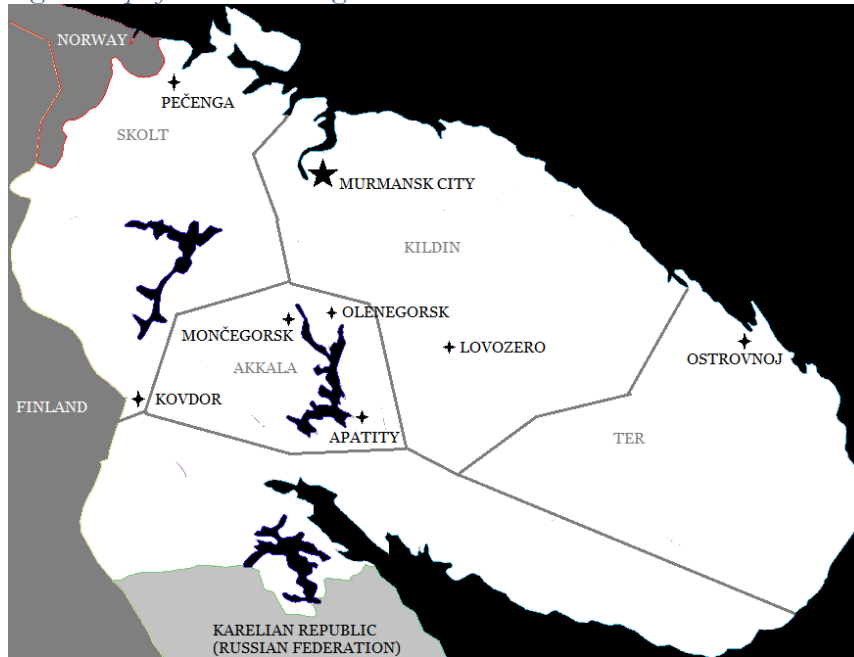 NORWAY
PEČENGA
SKOLT
MURMANSK CITY
KILDIN
OLENEGORSK
MONČEGORSK
LOVOZERO
OSTROVNOJ
AKKALA
KOVDOR
FINLAND
APATITY
TER
KARELIAN REPUBLIC
(RUSSIAN FEDERATION)